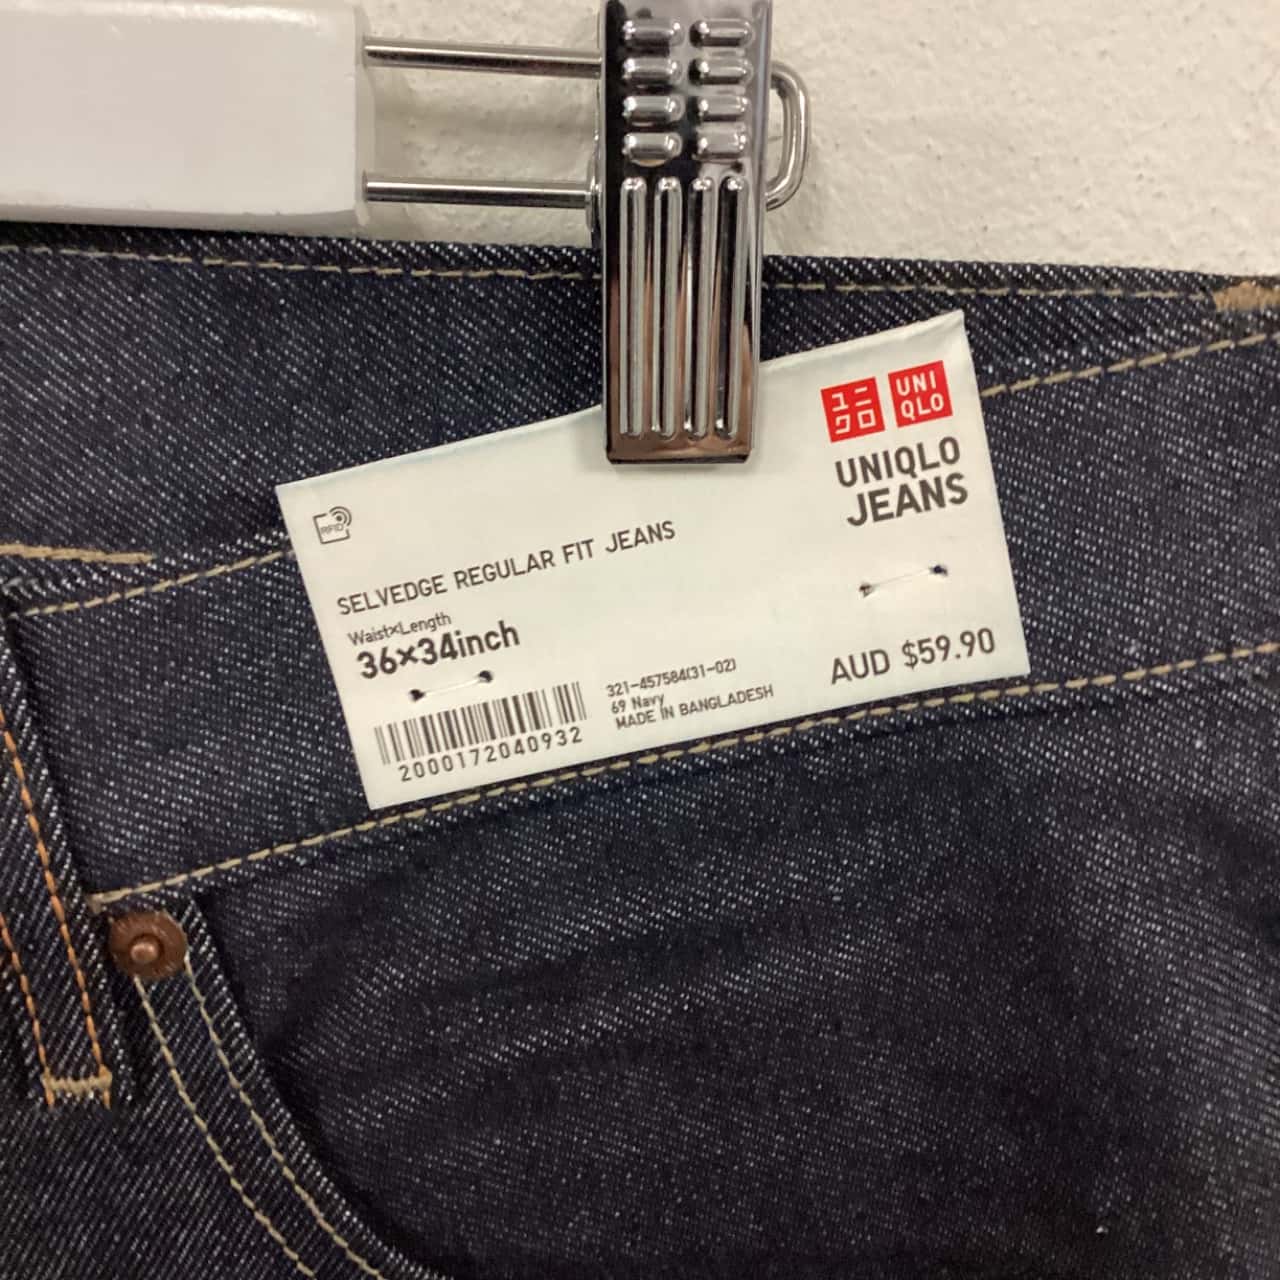 ユニ
クロ
UNI
QLO
UNIQLO
JEANS
RFID
SELVEDGE REGULAR FIT JEANS
Waist×Length
36×34inch
2000172040932
321-457584(31-02)
69 Navy
MADE IN BANGLADESH
AUD $59.90